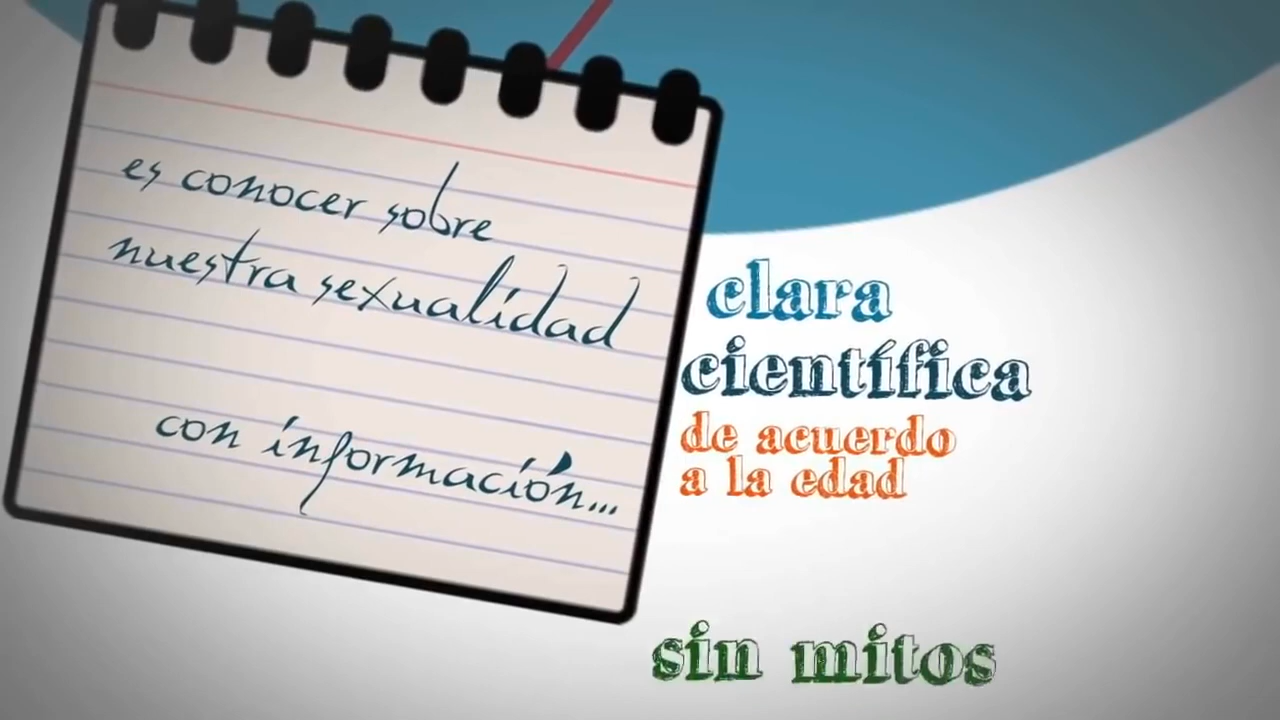 es conocer sobre
nuestra sexualidad
con información...
clara
científica
de acuerdo
a la edad
sin mitos